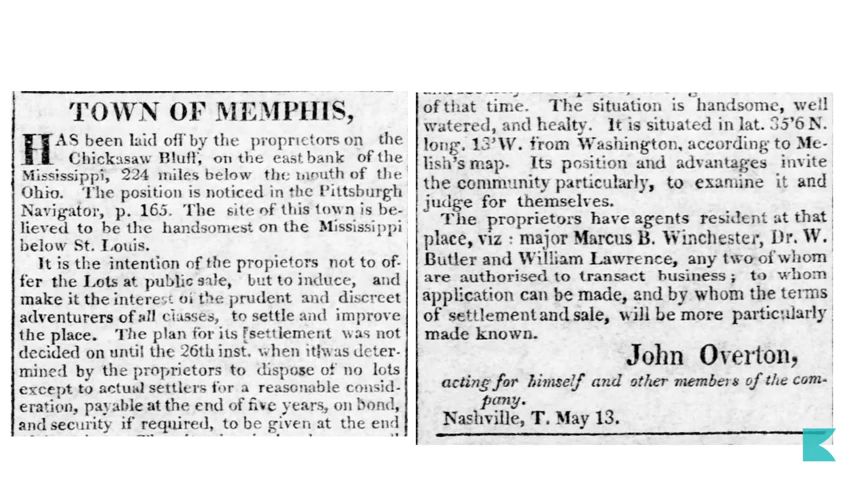 TOWN OF MEMPHIS,
HAS been laid off by the proprietors on the
Chickasaw Bluff, on the east bank of the
Mississippi, 224 miles below the mouth of the
Ohio. The position is noticed in the Pittsburgh
Navigator, p. 165. The site of this town is be-
lieved to be the handsomest on the Mississippi
below St. Louis.
It is the intention of the propietors not to of-
fer the Lots at public sale, but to induce, and
make it the interest of the prudent and discreet
adventurers of all classes, to settle and improve
the place. The plan for its [settlement was not
decided on until the 26th inst. when it was deter-
mined by the proprietors to dispose of no lots
except to actual settlers for a reasonable consid-
eration, payable at the end of five years, on bond,
and security if required, to be given at the end
of that time. The situation is handsome, well
watered, and healty. It is situated in lat. 35'6 N.
long. 13'W. from Washington, according to Me-
lish's map. Its position and advantages invite
the community particularly, to examine it and
judge for themselves.
The proprietors have agents resident at that
place, viz : major Marcus B. Winchester, Dr. W.
Butler and William Lawrence, any two of whom
are authorised to transact business ; to whom
application can be made, and by whom the terms
of settlement and sale, will be more particularly
made known.
John Overton,
acting for himself and other members of the com-
pany.
Nashville, T. May 13.